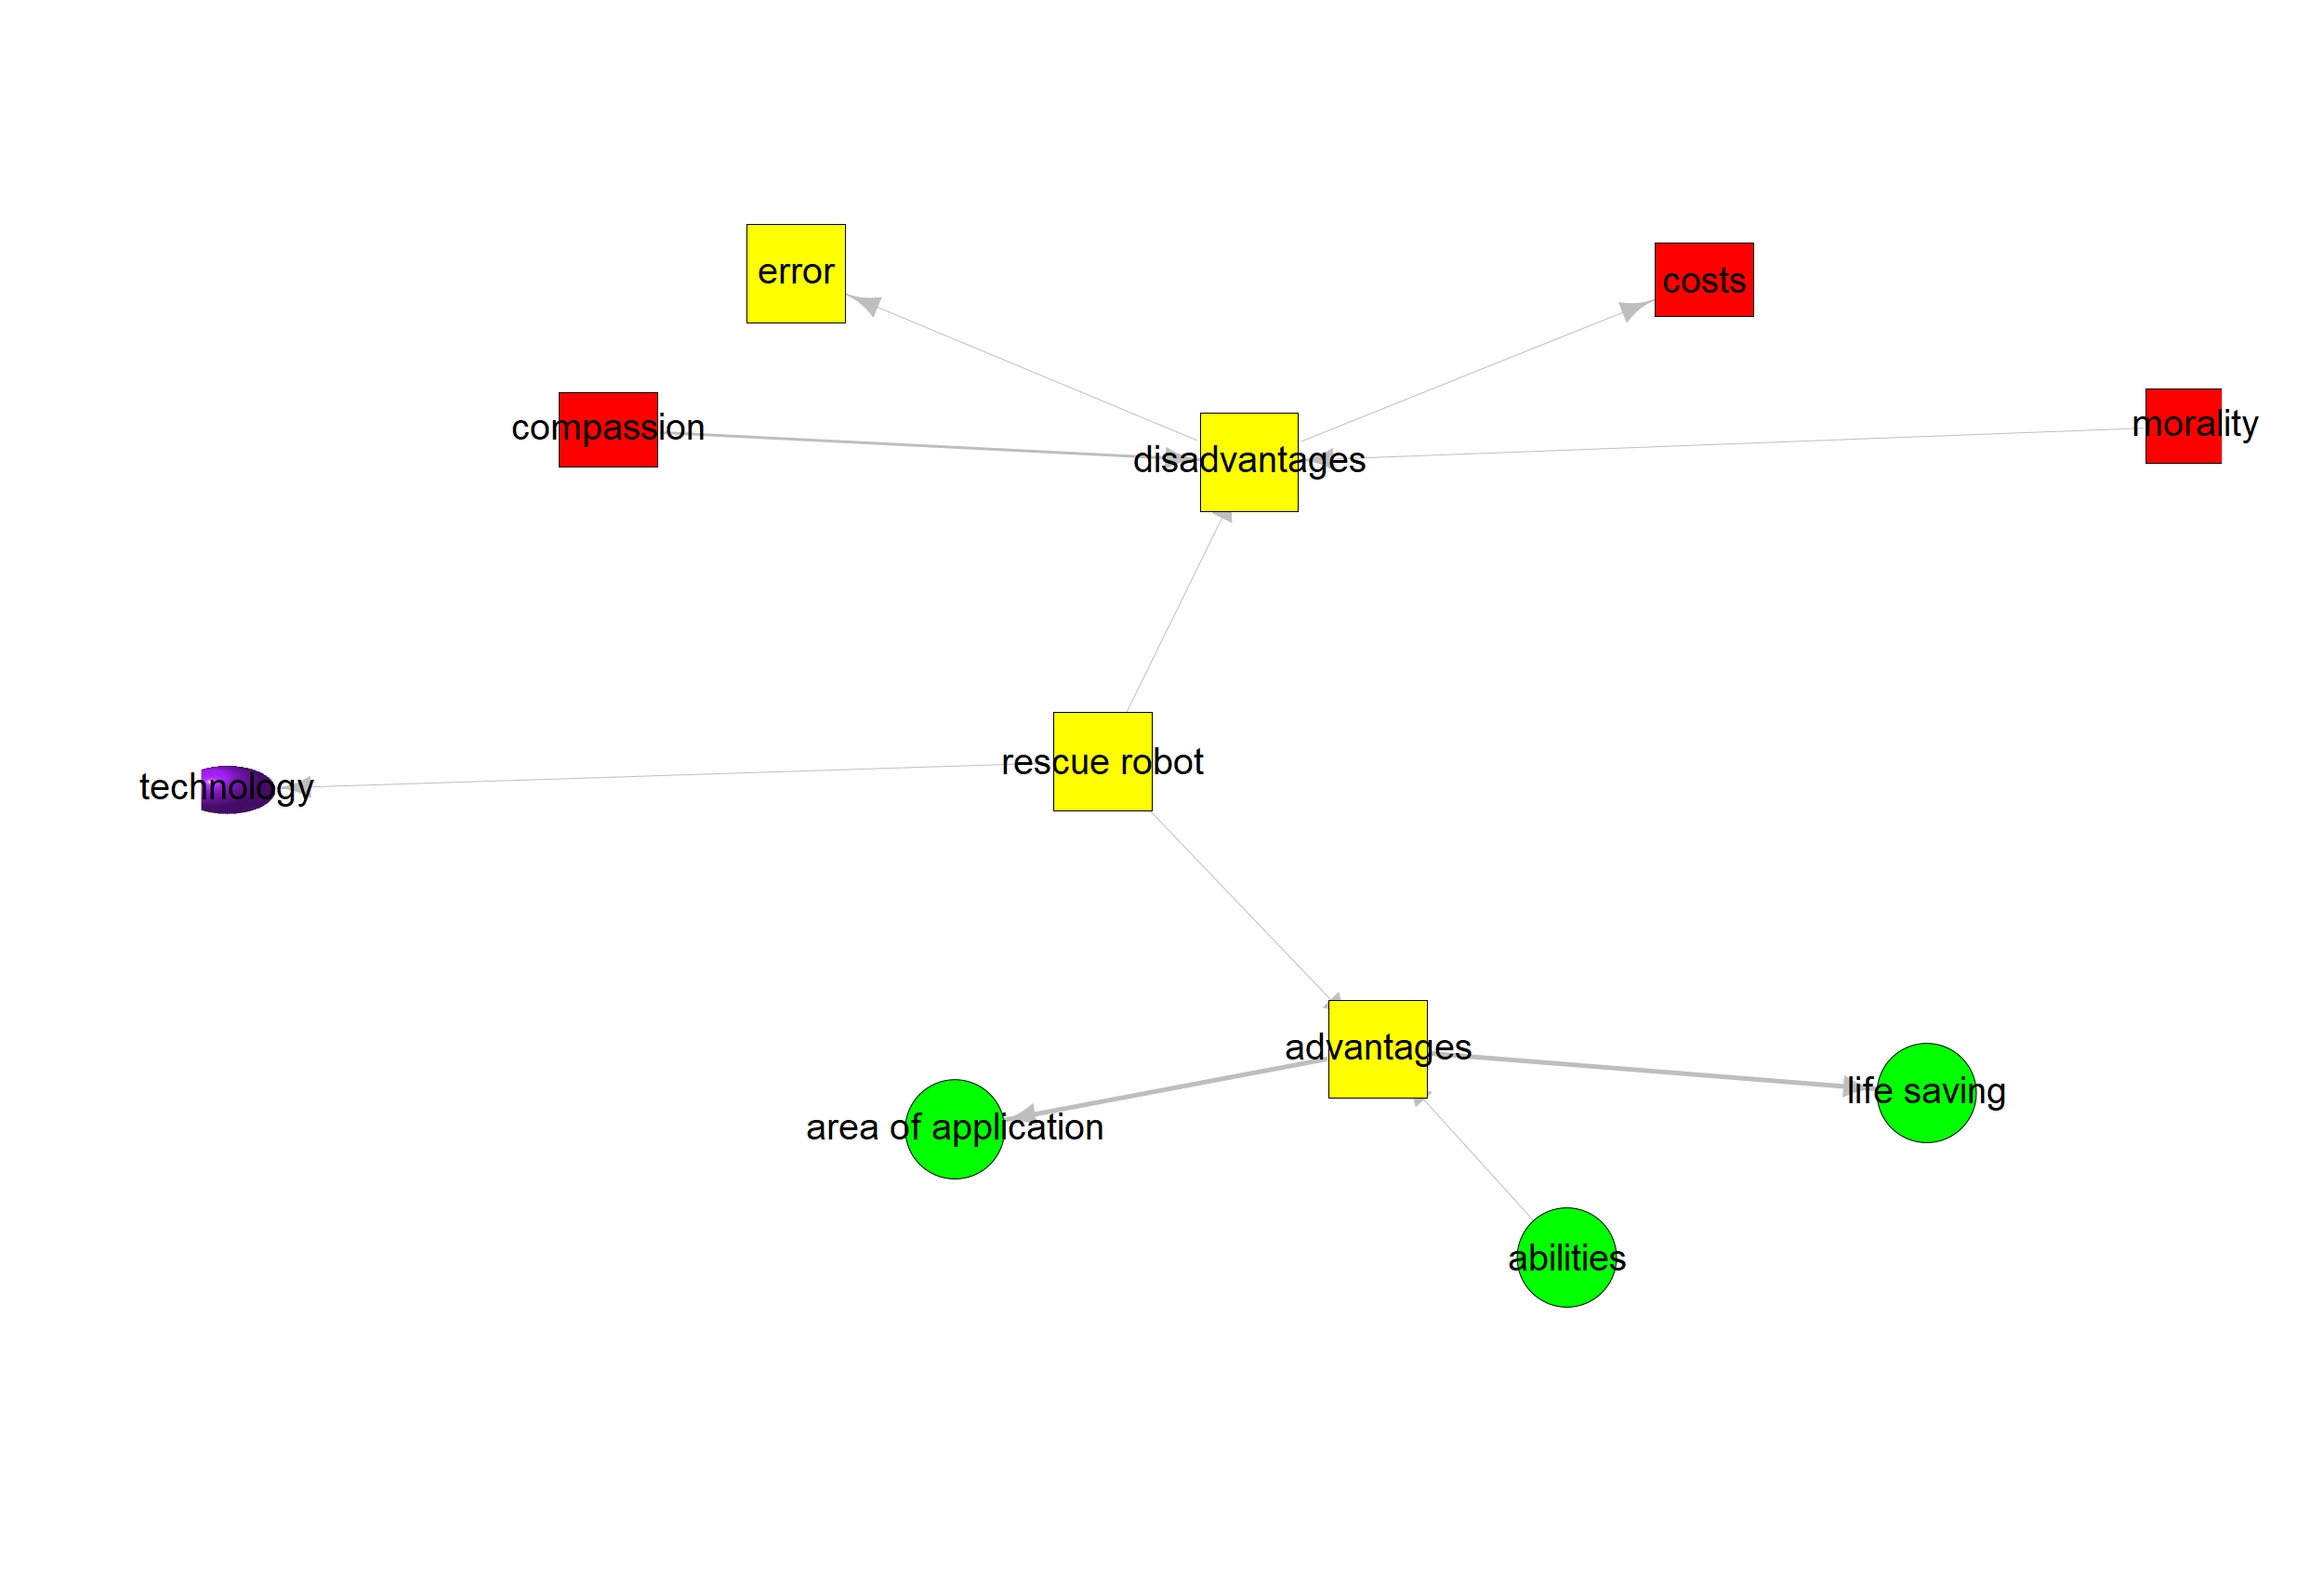 error
costs
compassion
morality
disadvantages
rescue robot
technology
advantages
life saving
area of application
abilities